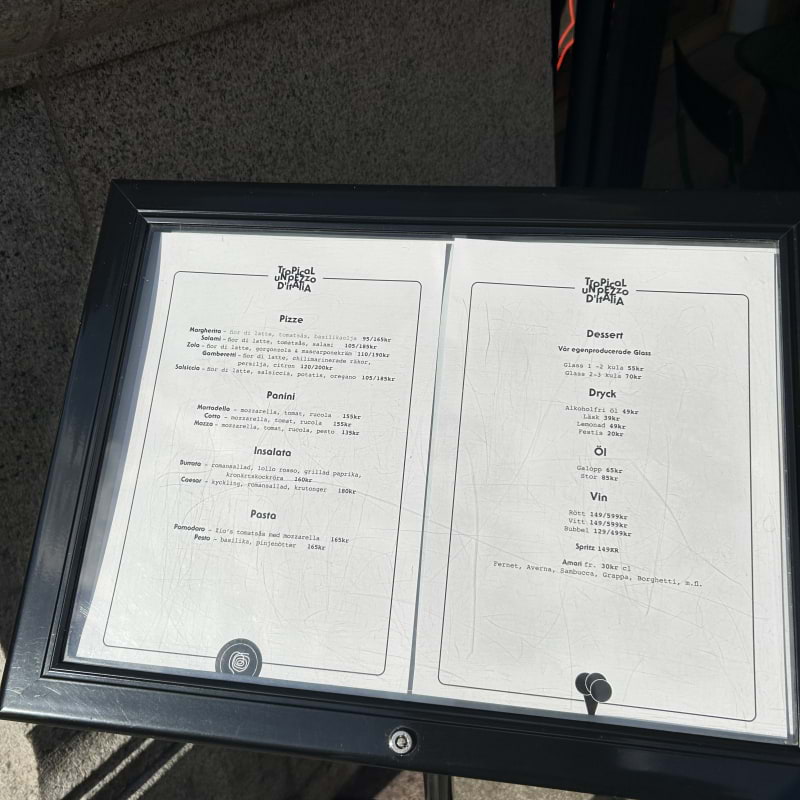 TroPicaL
uN PEZzo
D'itAliA
Pizze
Margherita - fior di latte, tomatsås, basilikaolja 95/165kr
Salami - fior di latte, tomatsås, salami 105/185kr
Zola - fior di latte, gorgonzola & mascarponekräm 110/190kr
Gamberetti - fior di latte, chilimarinerade räkor,
persilja, citron 120/200kr
Salsiccia - fior di latte, salsiccia, potatis, oregano 105/185kr
Panini
Mortadella - mozzarella, tomat, rucola 155kr
Cotto - mozzarella, tomat, rucola 155kr
Mozza - mozzarella, tomat, rucola, pesto 135kr
Insalata
Burrata - romansallad, lollo rosso, grillad paprika,
kronärtskockröra 160kr
Caesar - kyckling, romansallad, krutonger 180kr
Pasta
Pomodoro - Zio's tomatsås med mozzarella 165kr
Pesto - basilika, pinjenötter 165kr
TroPicaL
uN PEZzo
D'itAliA
Dessert
Vår egenproducerade Glass
Glass 1 -2 kula 55kr
Glass 2-3 kula 70kr
Dryck
Alkoholfri öl 49kr
Läsk 39kr
Lemonad 49kr
Festis 20kr
Öl
Galopp 65kr
Stor 85kr
Vin
Rött 149/599kr
Vitt 149/599kr
Bubbel 129/499kr
Spritz 149KR
Amari fr. 30kr cl
Fernet, Averna, Sambucca, Grappa, Borghetti, m.fl.